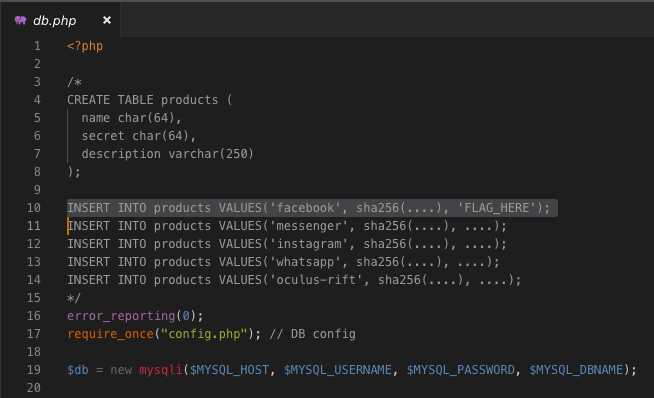 db.php ×
1 <?php
2
3 /*
4 CREATE TABLE products (
5   name char(64),
6   secret char(64),
7   description varchar(250)
8 );
9
10 INSERT INTO products VALUES('facebook', sha256(....), 'FLAG_HERE');
11 INSERT INTO products VALUES('messenger', sha256(....), ....);
12 INSERT INTO products VALUES('instagram', sha256(....), ....);
13 INSERT INTO products VALUES('whatsapp', sha256(....), ....);
14 INSERT INTO products VALUES('oculus-rift', sha256(....), ....);
15 */
16 error_reporting(0);
17 require_once("config.php"); // DB config
18
19 $db = new mysqli($MYSQL_HOST, $MYSQL_USERNAME, $MYSQL_PASSWORD, $MYSQL_DBNAME);
20